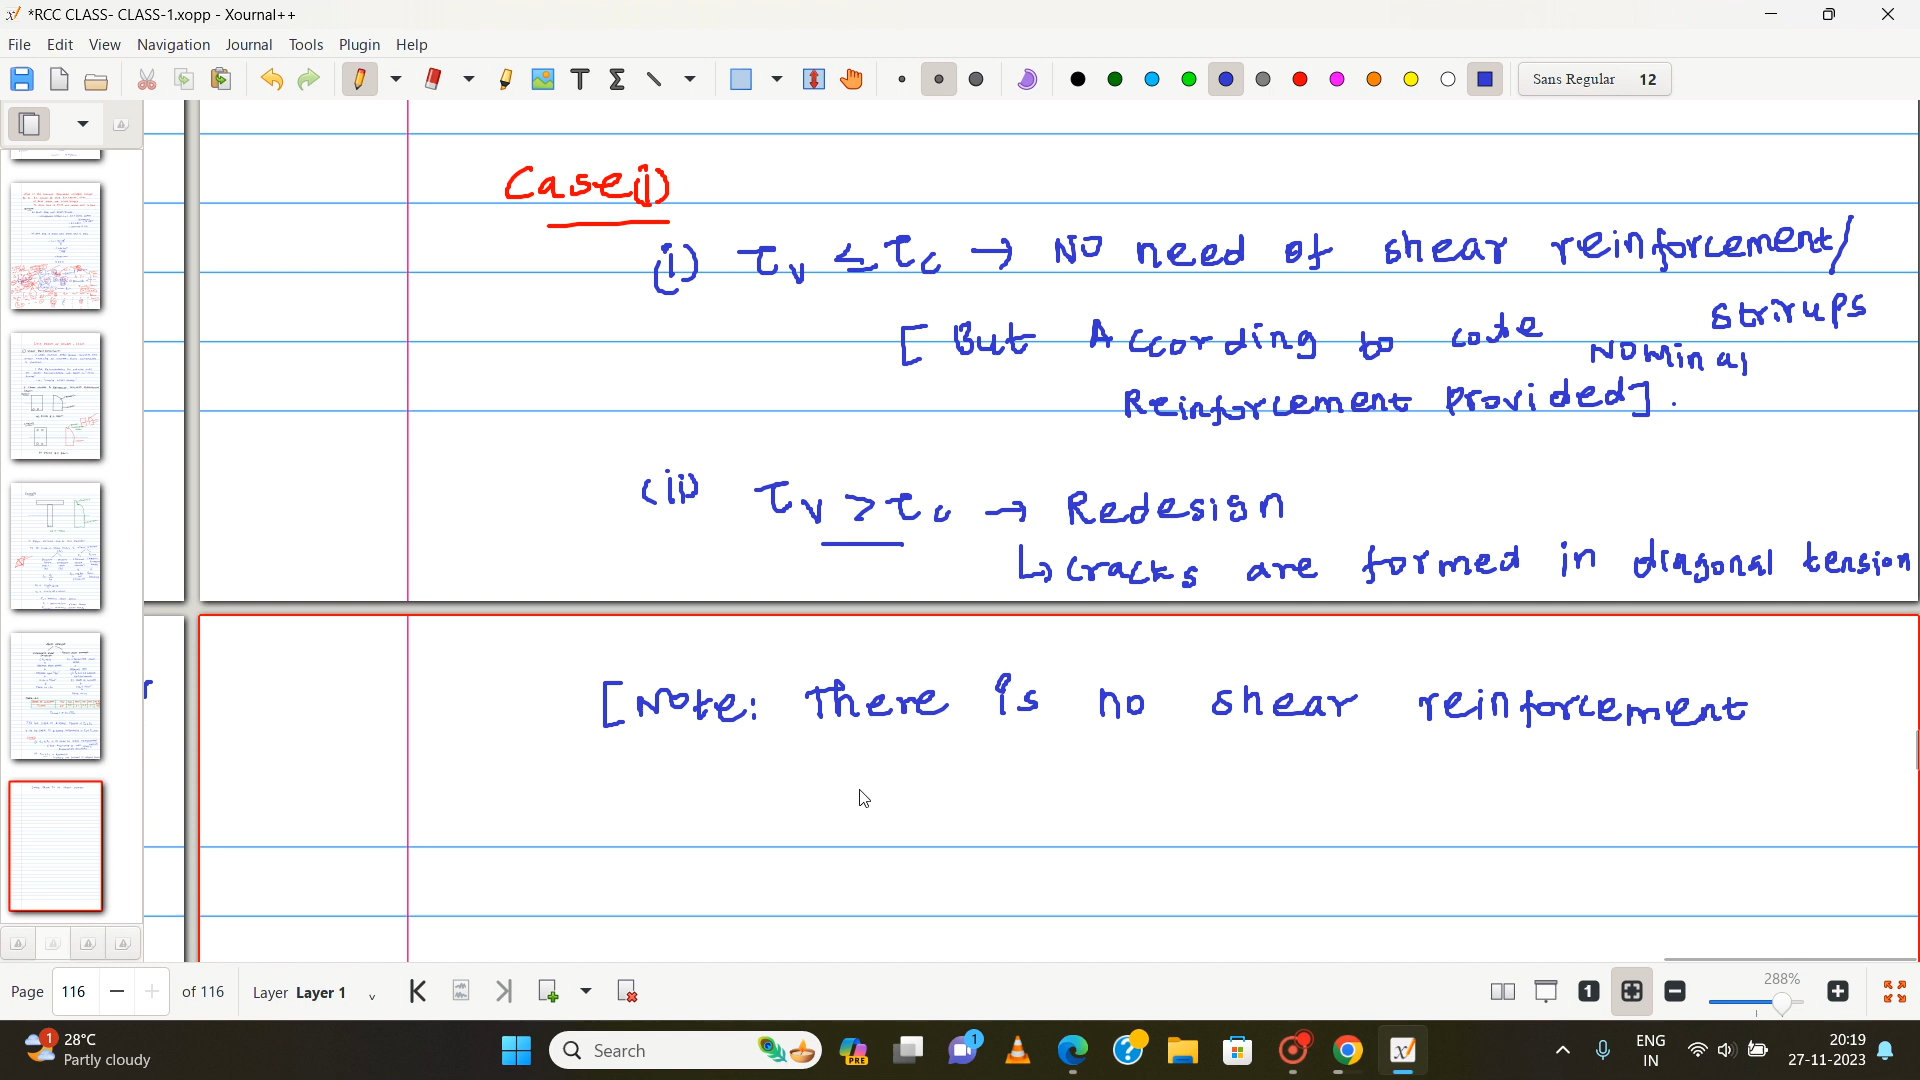 *RCC CLASS- CLASS-1.xopp - Xournal++
File Edit View Navigation Journal Tools Plugin Help
Sans Regular 12
Case(i)
(i) τv ≤ τc → No need of shear reinforcement/
strirups
[ But According to code Nominal
Reinforcement Provided].
(ii) τv > τc → Redesign
↳ cracks are formed in diagonal tension
[Note: There is no shear reinforcement
Page 116 of 116 Layer Layer 1
288%
28°C
Partly cloudy
Search
PRE
ENG
IN
20:19
27-11-2023